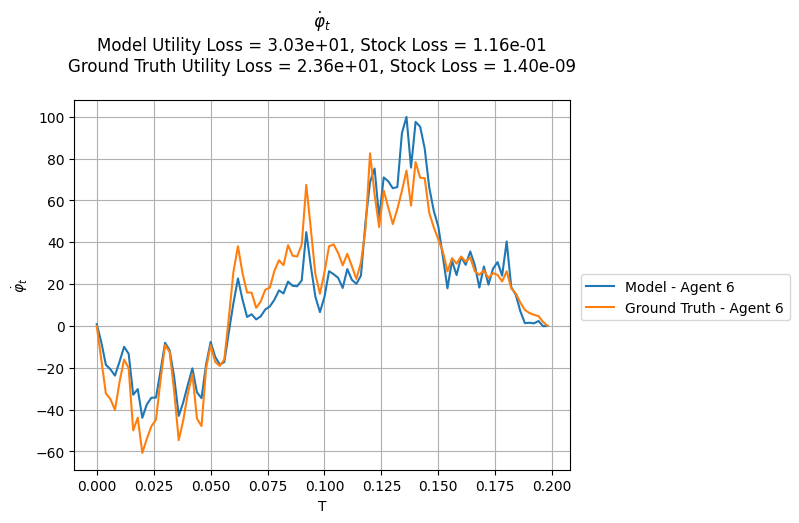 φ̇ₜ
Model Utility Loss = 3.03e+01, Stock Loss = 1.16e-01
Ground Truth Utility Loss = 2.36e+01, Stock Loss = 1.40e-09
100
80
60
40
20
0
−20
−40
−60
φ̇ₜ
0.000 0.025 0.050 0.075 0.100 0.125 0.150 0.175 0.200
T
Model - Agent 6
Ground Truth - Agent 6